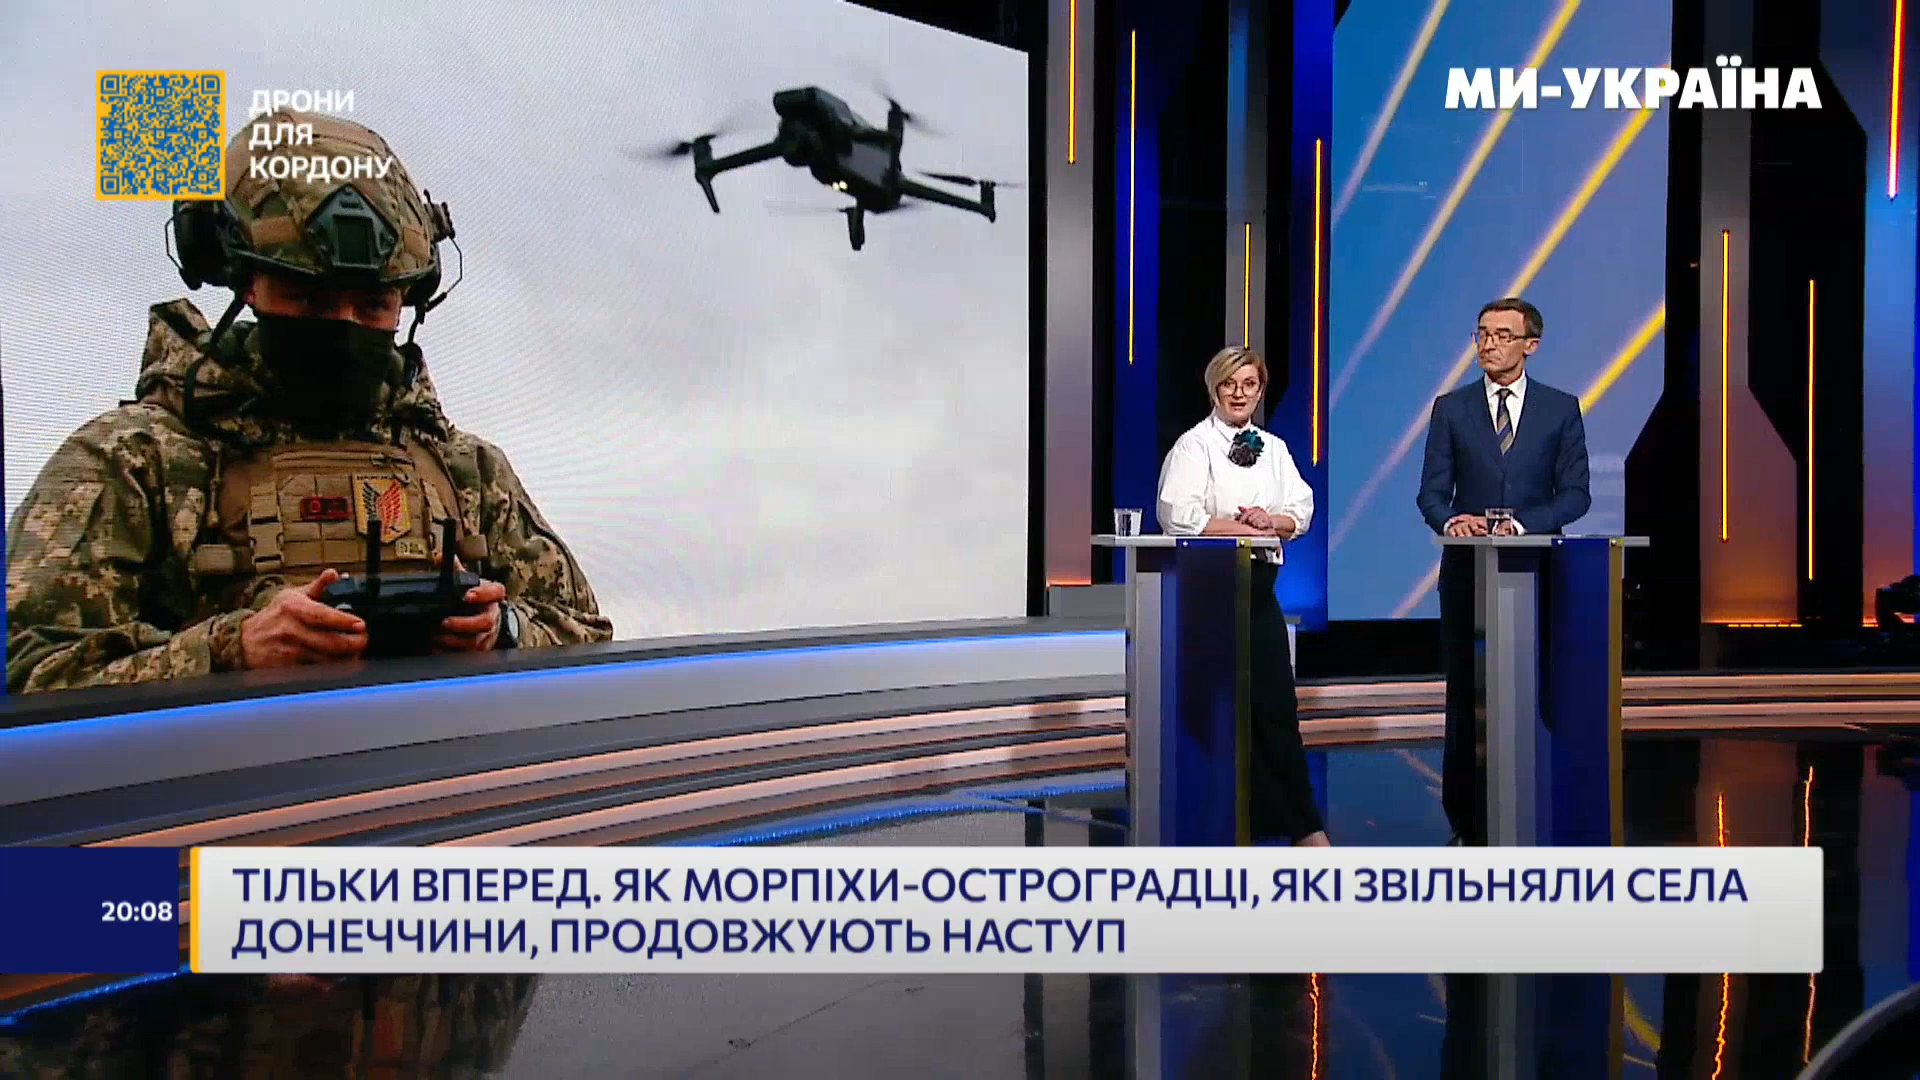 ДРОНИ
ДЛЯ
КОРДОНУ
МИ-УКРАЇНА
20:08
ТІЛЬКИ ВПЕРЕД. ЯК МОРПІХИ-ОСТРОГРАДЦІ, ЯКІ ЗВІЛЬНЯЛИ СЕЛА
ДОНЕЧЧИНИ, ПРОДОВЖУЮТЬ НАСТУП